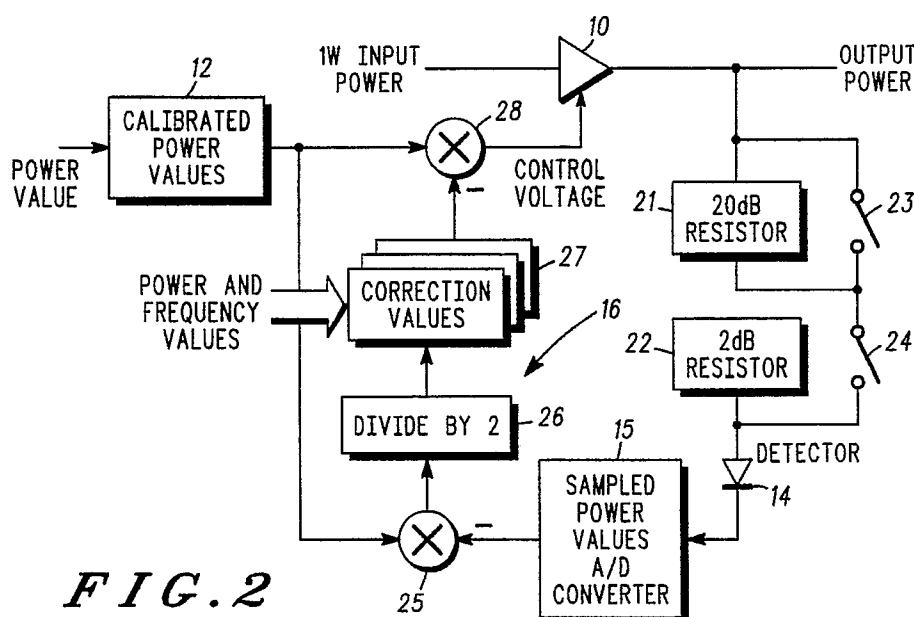 10
1W INPUT
POWER
OUTPUT
POWER
12
CALIBRATED
POWER
VALUES
POWER
VALUE
28
−
CONTROL
VOLTAGE
21
20dB
RESISTOR
23
POWER AND
FREQUENCY
VALUES
27
CORRECTION
VALUES
16
22
2dB
RESISTOR
24
DIVIDE BY 2
26
15
DETECTOR
14
SAMPLED
POWER
VALUES
A/D
CONVERTER
−
25
FIG.2